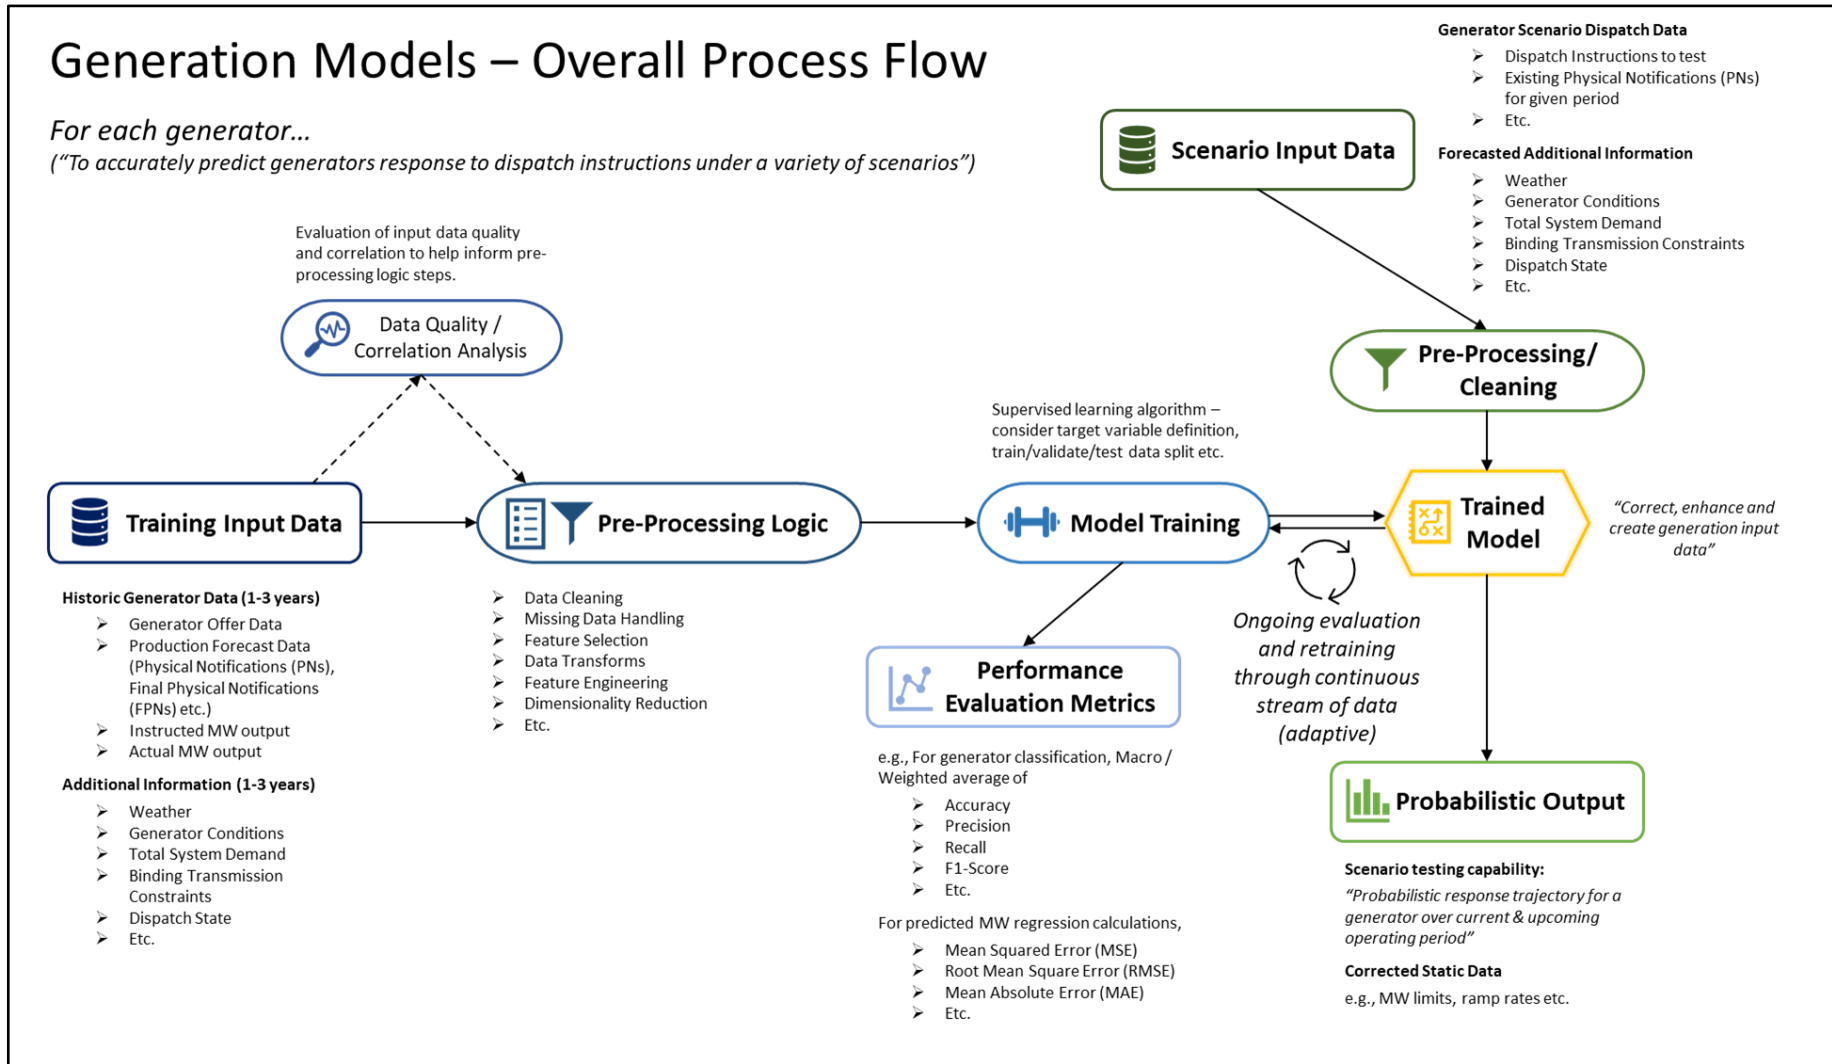 Generation Models – Overall Process Flow
For each generator...
(“To accurately predict generators response to dispatch instructions under a variety of scenarios”)
Evaluation of input data quality
and correlation to help inform pre-
processing logic steps.
Data Quality /
Correlation Analysis
Training Input Data
Historic Generator Data (1-3 years)
Generator Offer Data
Production Forecast Data
(Physical Notifications (PNs),
Final Physical Notifications
(FPNs) etc.)
Instructed MW output
Actual MW output
Additional Information (1-3 years)
Weather
Generator Conditions
Total System Demand
Binding Transmission
Constraints
Dispatch State
Etc.
Pre-Processing Logic
Data Cleaning
Missing Data Handling
Feature Selection
Data Transforms
Feature Engineering
Dimensionality Reduction
Etc.
Supervised learning algorithm –
consider target variable definition,
train/validate/test data split etc.
Model Training
Performance
Evaluation Metrics
e.g., For generator classification, Macro /
Weighted average of
Accuracy
Precision
Recall
F1-Score
Etc.
For predicted MW regression calculations,
Mean Squared Error (MSE)
Root Mean Square Error (RMSE)
Mean Absolute Error (MAE)
Etc.
Ongoing evaluation
and retraining
through continuous
stream of data
(adaptive)
Scenario Input Data
Generator Scenario Dispatch Data
Dispatch Instructions to test
Existing Physical Notifications (PNs)
for given period
Etc.
Forecasted Additional Information
Weather
Generator Conditions
Total System Demand
Binding Transmission Constraints
Dispatch State
Etc.
Pre-Processing/
Cleaning
Trained
Model
“Correct, enhance and
create generation input
data”
Probabilistic Output
Scenario testing capability:
“Probabilistic response trajectory for a
generator over current & upcoming
operating period”
Corrected Static Data
e.g., MW limits, ramp rates etc.